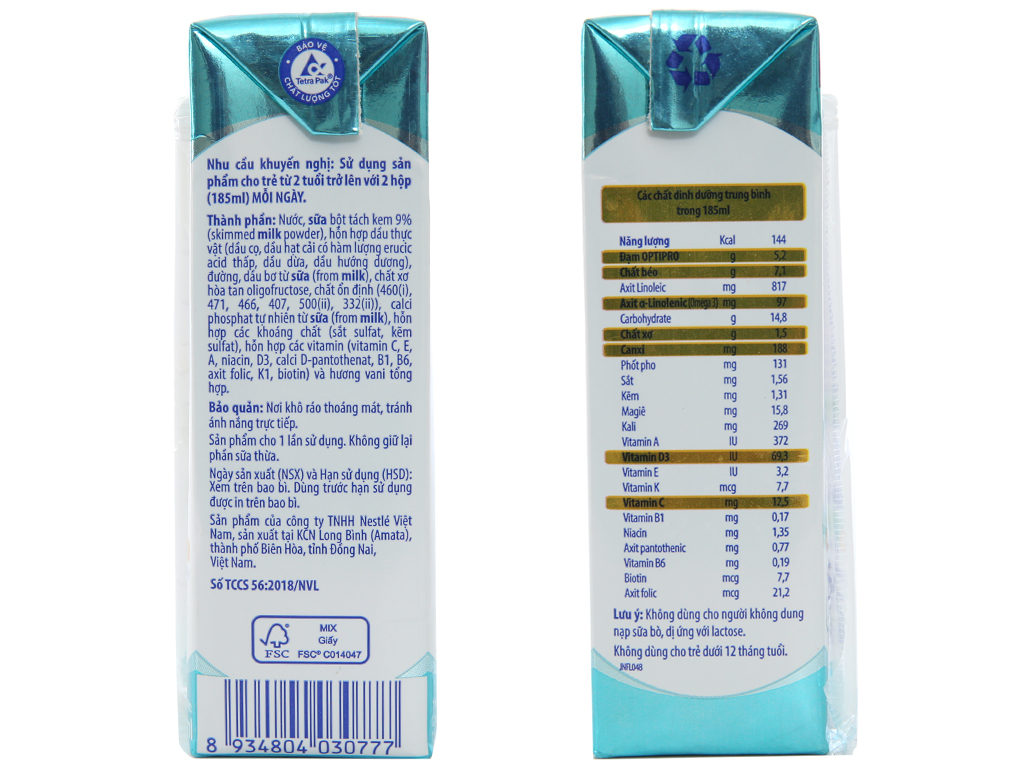 BẢO VỆ
Tetra Pak®
CHẤT LƯỢNG TỐT
Nhu cầu khuyến nghị: Sử dụng sản
phẩm cho trẻ từ 2 tuổi trở lên với 2 hộp
(185ml) MỖI NGÀY.
Thành phần: Nước, sữa bột tách kem 9%
(skimmed milk powder), hỗn hợp dầu thực
vật (dầu cọ, dầu hạt cải có hàm lượng erucic
acid thấp, dầu dừa, dầu hướng dương),
đường, dầu bơ từ sữa (from milk), chất xơ
hòa tan oligofructose, chất ổn định (460(i),
471, 466, 407, 500(ii), 332(ii)), calci
phosphat tự nhiên từ sữa (from milk), hỗn
hợp các khoáng chất (sắt sulfat, kẽm
sulfat), hỗn hợp các vitamin (vitamin C, E,
A, niacin, D3, calci D-pantothenat, B1, B6,
axit folic, K1, biotin) và hương vani tổng
hợp.
Bảo quản: Nơi khô ráo thoáng mát, tránh
ánh nắng trực tiếp.
Sản phẩm cho 1 lần sử dụng. Không giữ lại
phần sữa thừa.
Ngày sản xuất (NSX) và Hạn sử dụng (HSD):
Xem trên bao bì. Dùng trước hạn sử dụng
được in trên bao bì.
Sản phẩm của công ty TNHH Nestlé Việt
Nam, sản xuất tại KCN Long Bình (Amata),
thành phố Biên Hòa, tỉnh Đồng Nai,
Việt Nam.
Số TCCS 56:2018/NVL
MIX
Giấy
FSC FSC® C014047
8 934804 030777
Các chất dinh dưỡng trung bình
trong 185ml
Năng lượng Kcal 144
Đạm OPTIPRO g 5,2
Chất béo g 7,1
Axit Linoleic mg 817
Axit α-Linolenic (Omega 3) mg 97
Carbohydrate g 14,8
Chất xơ g 1,5
Canxi mg 188
Phốt pho mg 131
Sắt mg 1,56
Kẽm mg 1,31
Magiê mg 15,8
Kali mg 269
Vitamin A IU 372
Vitamin D3 IU 69,3
Vitamin E IU 3,2
Vitamin K mcg 7,7
Vitamin C mg 12,5
Vitamin B1 mg 0,17
Niacin mg 1,35
Axit pantothenic mg 0,77
Vitamin B6 mg 0,19
Biotin mcg 7,7
Axit folic mcg 21,2
Lưu ý: Không dùng cho người không dung
nạp sữa bò, dị ứng với lactose.
Không dùng cho trẻ dưới 12 tháng tuổi.
JNFL048